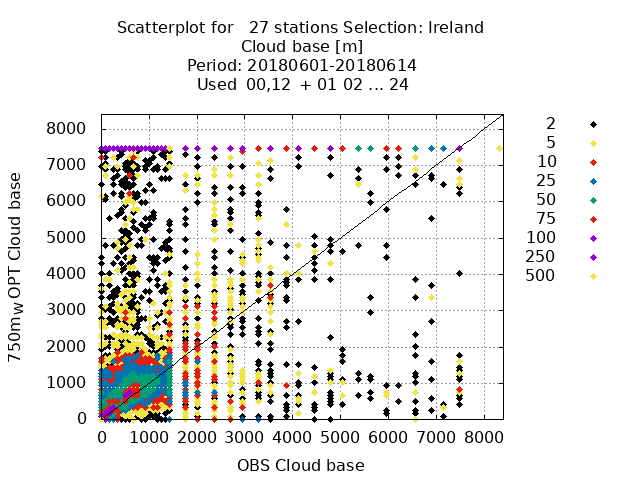 Scatterplot for   27 stations Selection: Ireland
Cloud base [m]
Period: 20180601-20180614
Used  00,12  + 01 02 ... 24
750m_W_OPT Cloud base
8000
7000
6000
5000
4000
3000
2000
1000
0
0 1000 2000 3000 4000 5000 6000 7000 8000
OBS Cloud base
2
5
10
25
50
75
100
250
500